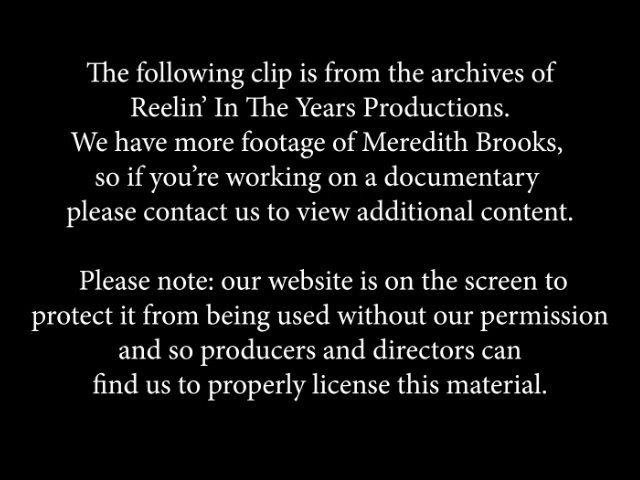 The following clip is from the archives of
Reelin’ In The Years Productions.
We have more footage of Meredith Brooks,
so if you’re working on a documentary
please contact us to view additional content.
Please note: our website is on the screen to
protect it from being used without our permission
and so producers and directors can
find us to properly license this material.